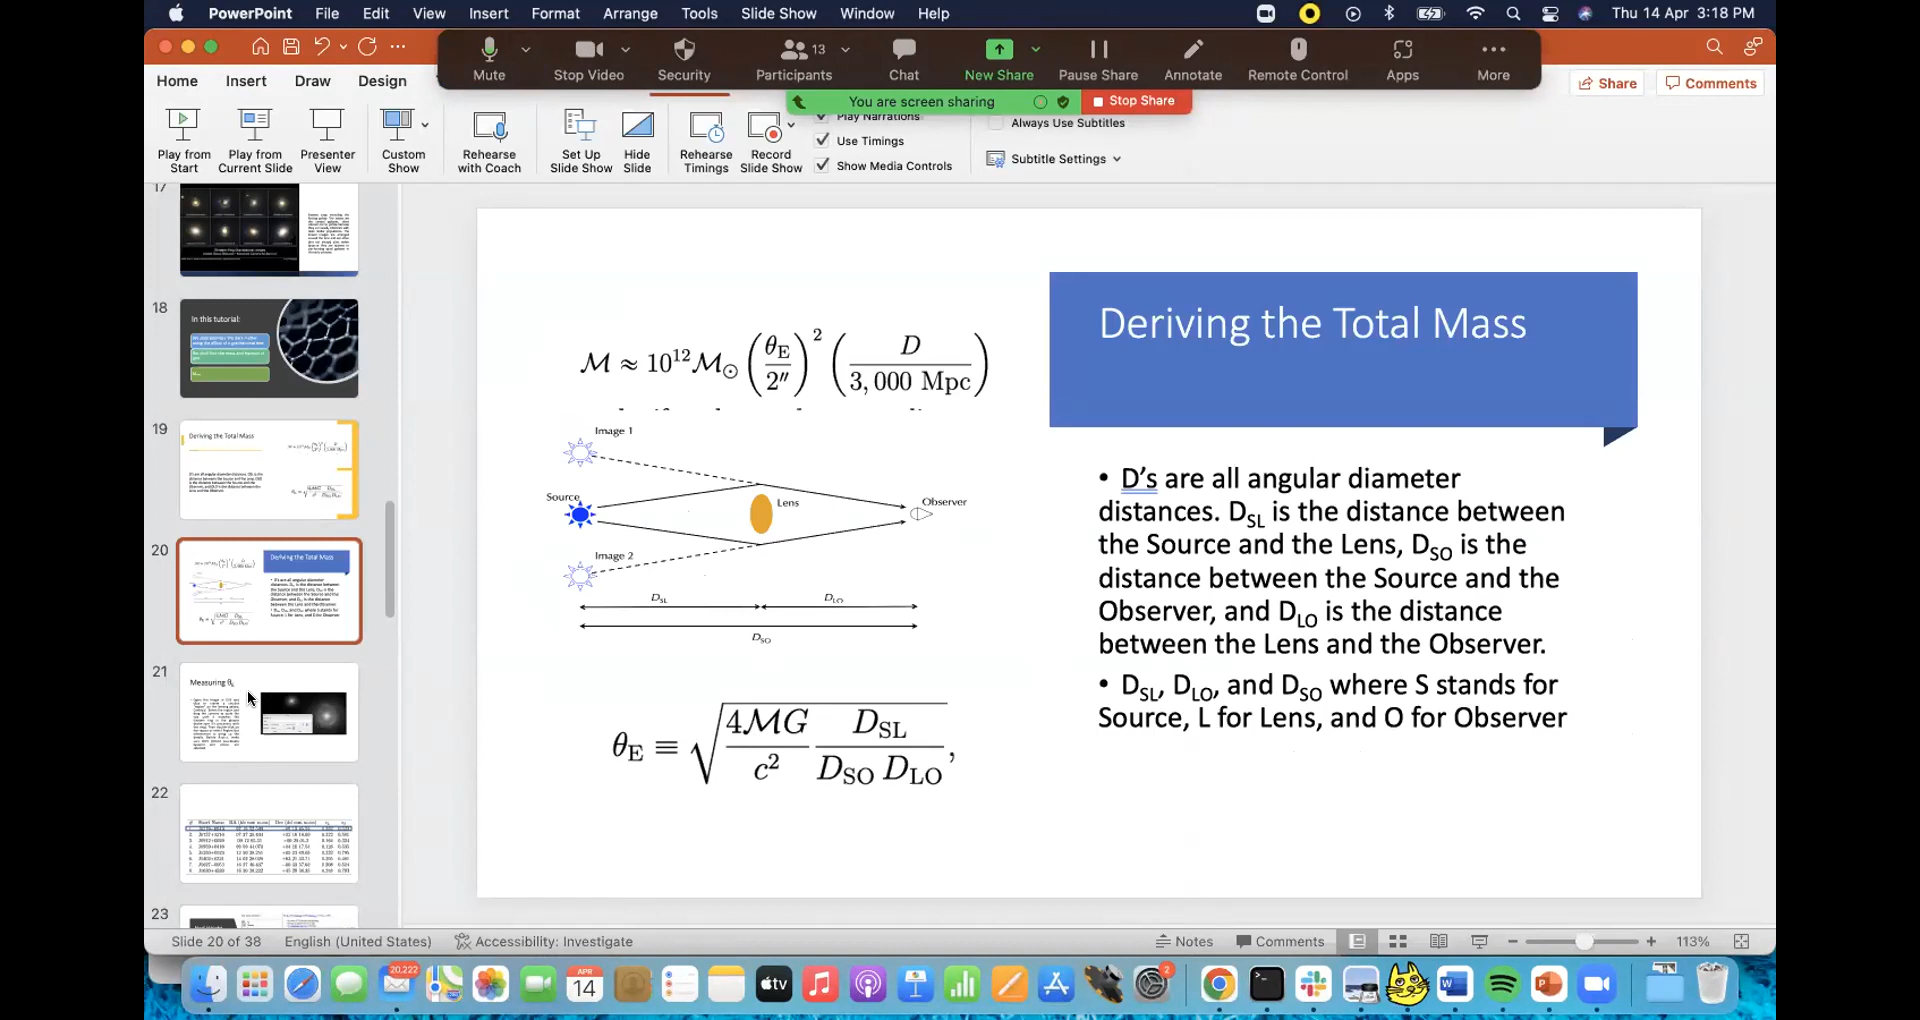 PowerPoint File Edit View Insert Format Arrange Tools Slide Show Window Help Thu 14 Apr 3:18 PM
Mute Stop Video Security 13 Participants Chat New Share Pause Share Annotate Remote Control Apps More
Home Insert Draw Design Share Comments
You are screen sharing Stop Share
Play from Start
Play from Current Slide
Presenter View
Custom Show
Rehearse with Coach
Set Up Slide Show
Hide Slide
Rehearse Timings
Record Slide Show
Play Narrations
Use Timings
Show Media Controls
Always Use Subtitles
Subtitle Settings
17
18
In this tutorial:
19
Deriving the Total Mass
20
Deriving the Total Mass
21
Measuring θE
22
23
ℳ ≈ 10¹²ℳ⊙ (θE/2″)² (D/3,000 Mpc)
Image 1
Source
Lens
Observer
Image 2
DSL DLO
DSO
θE ≡ √(4ℳG/c² DSL/DSO DLO),
Deriving the Total Mass
• D’s are all angular diameter
distances. DSL is the distance between
the Source and the Lens, DSO is the
distance between the Source and the
Observer, and DLO is the distance
between the Lens and the Observer.
• DSL, DLO, and DSO where S stands for
Source, L for Lens, and O for Observer
Slide 20 of 38 English (United States) Accessibility: Investigate Notes Comments 113%
20,222
APR
14
tv
2